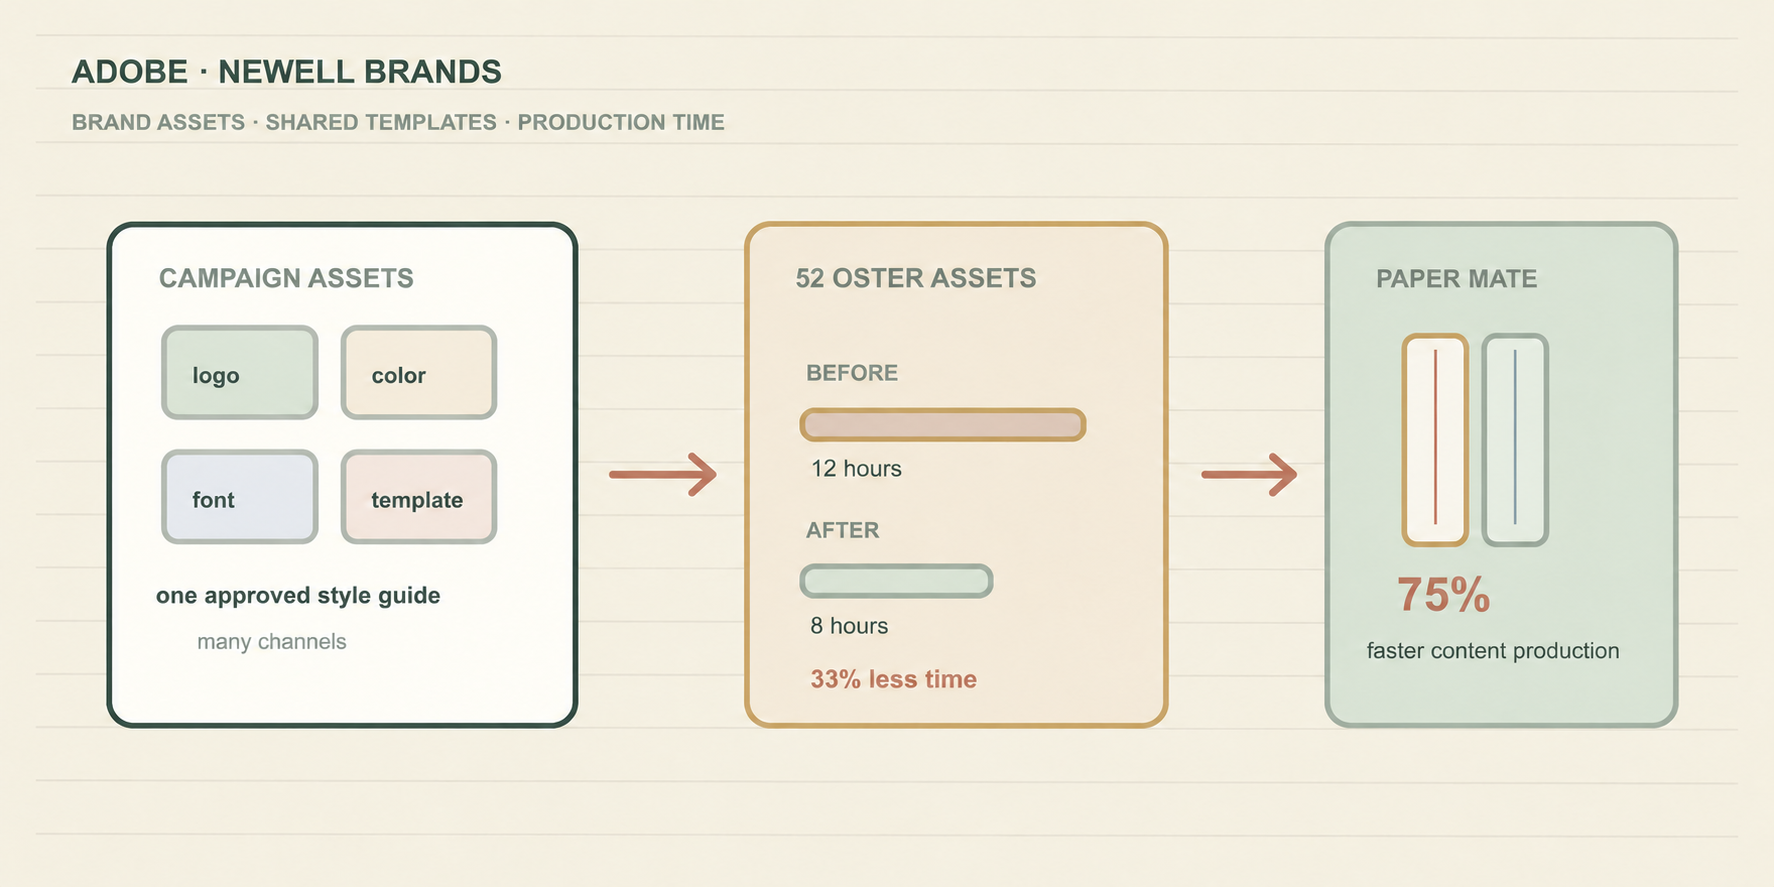 ADOBE · NEWELL BRANDS
BRAND ASSETS · SHARED TEMPLATES · PRODUCTION TIME
CAMPAIGN ASSETS
logo
color
font
template
one approved style guide
many channels
52 OSTER ASSETS
BEFORE
12 hours
AFTER
8 hours
33% less time
PAPER MATE
75%
faster content production